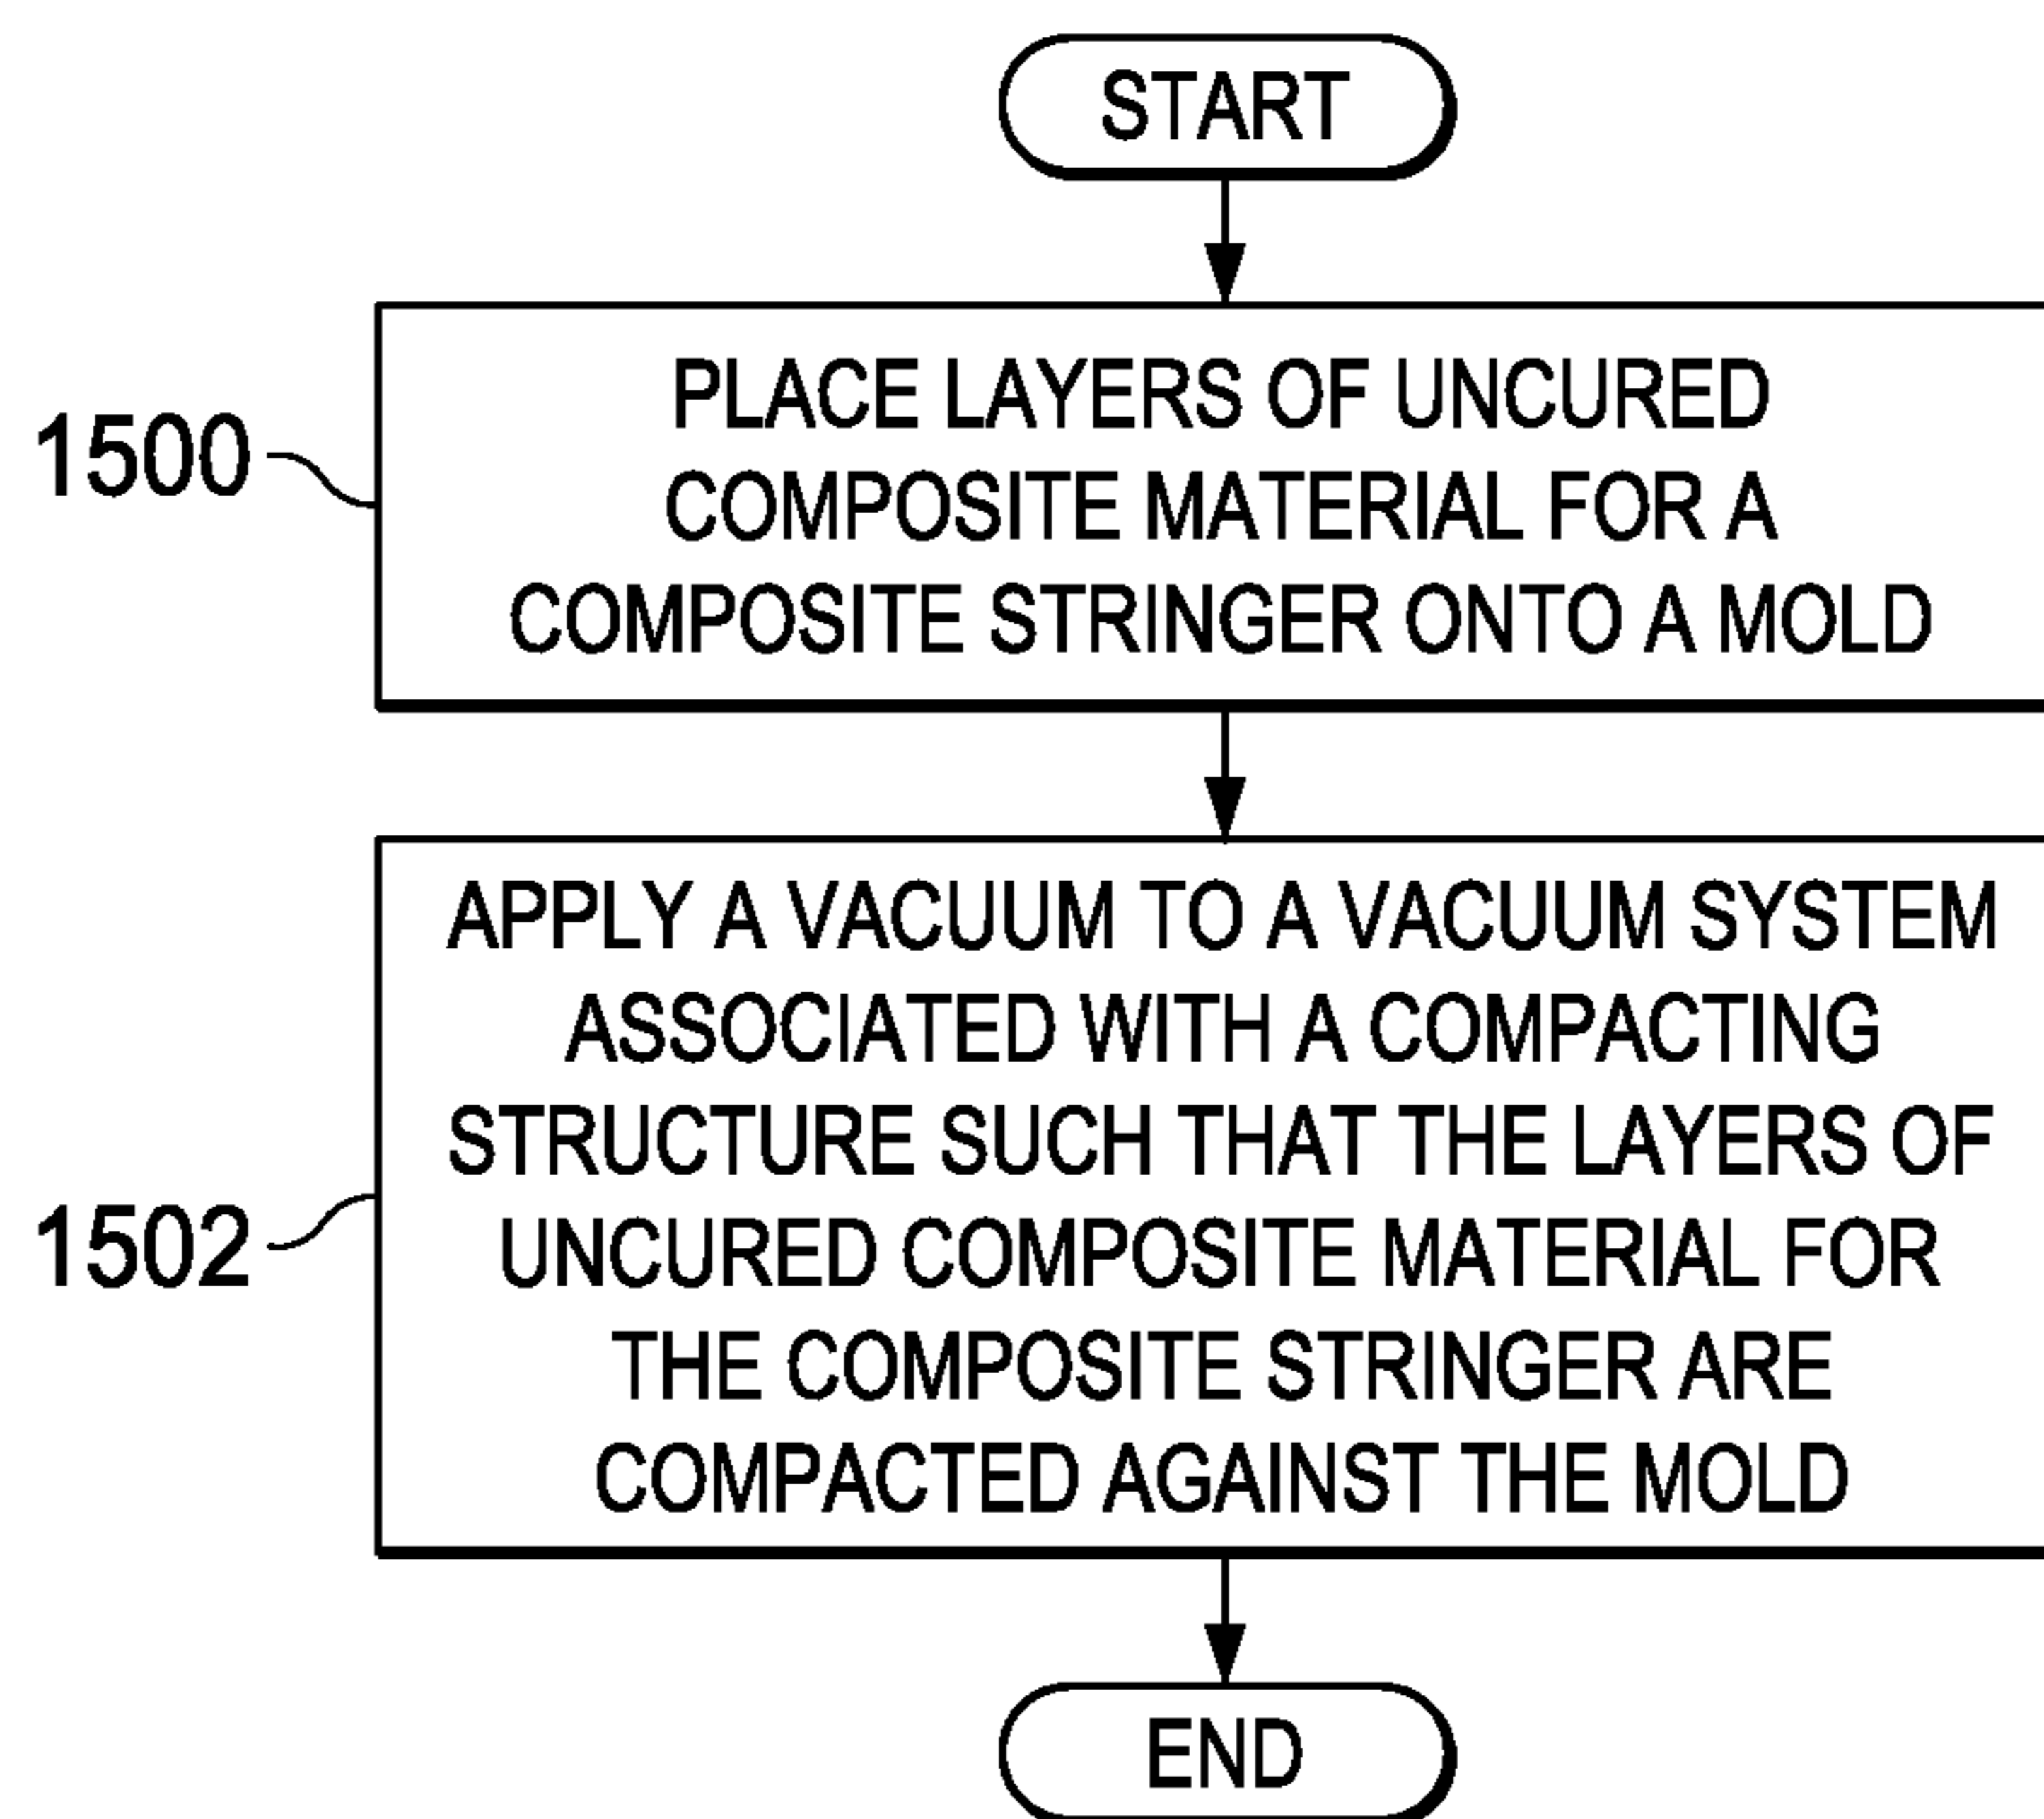 START
1500
PLACE LAYERS OF UNCURED
COMPOSITE MATERIAL FOR A
COMPOSITE STRINGER ONTO A MOLD
1502
APPLY A VACUUM TO A VACUUM SYSTEM
ASSOCIATED WITH A COMPACTING
STRUCTURE SUCH THAT THE LAYERS OF
UNCURED COMPOSITE MATERIAL FOR
THE COMPOSITE STRINGER ARE
COMPACTED AGAINST THE MOLD
END